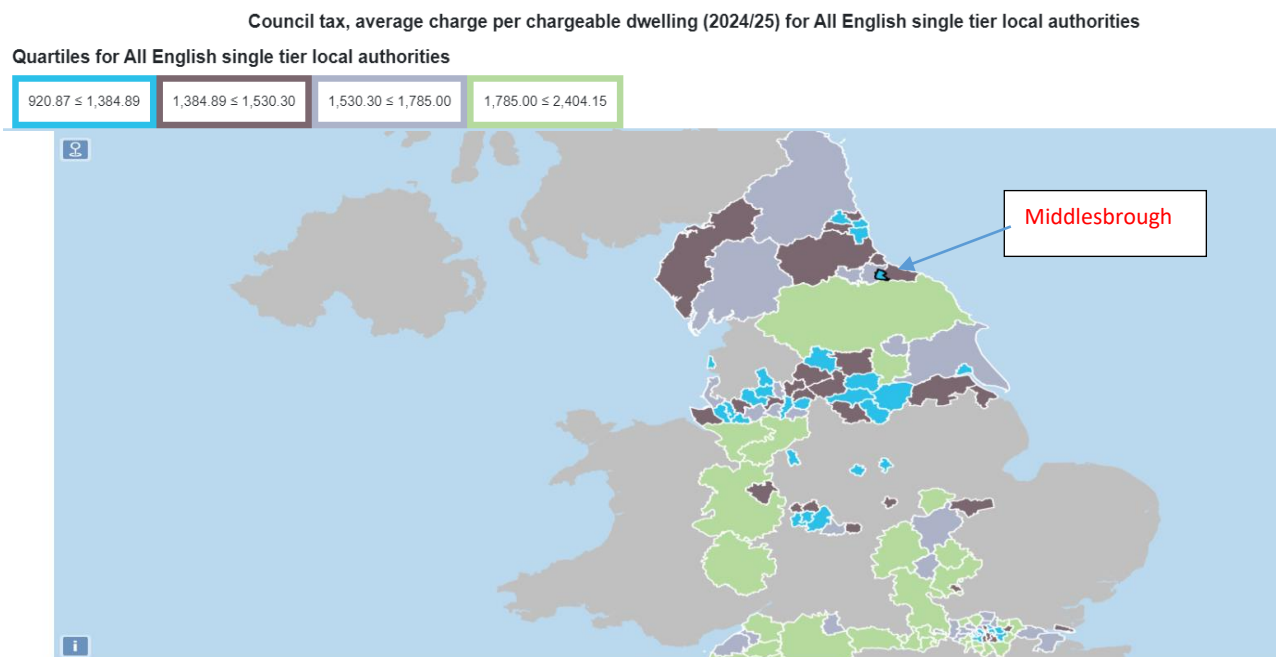 Council tax, average charge per chargeable dwelling (2024/25) for All English single tier local authorities
Quartiles for All English single tier local authorities
920.87 ≤ 1,384.89
1,384.89 ≤ 1,530.30
1,530.30 ≤ 1,785.00
1,785.00 ≤ 2,404.15
Middlesbrough
i